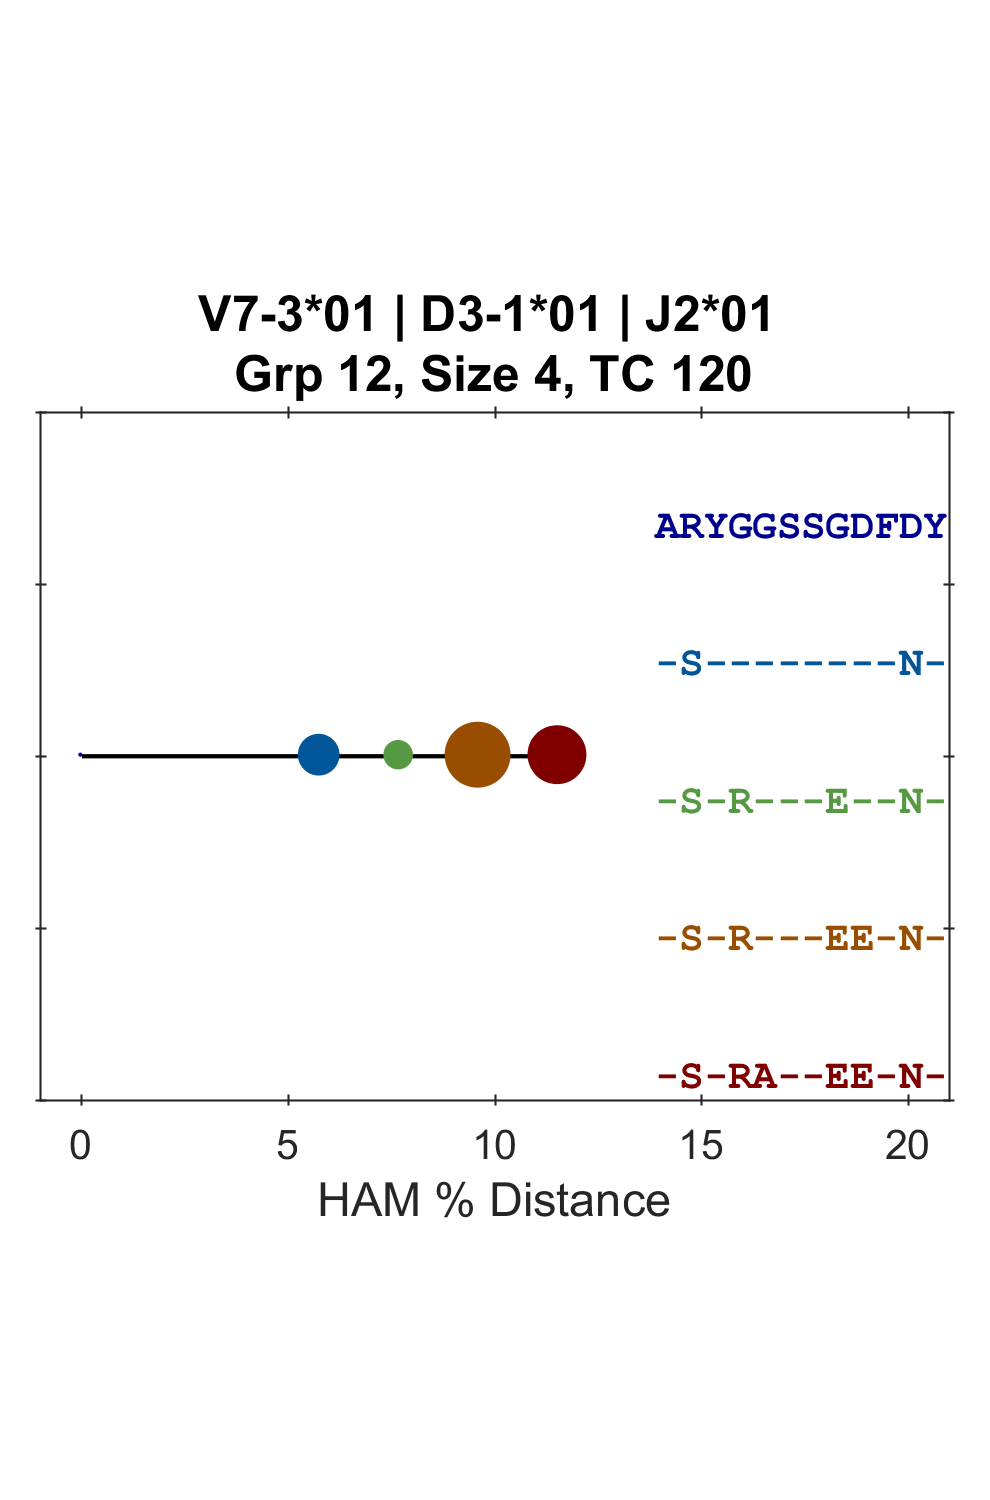 V7-3*01 | D3-1*01 | J2*01
Grp 12, Size 4, TC 120
ARYGGSSGDFDY
-S--------N-
-S-R---E--N-
-S-R---EE-N-
-S-RA--EE-N-
0 5 10 15 20
HAM % Distance